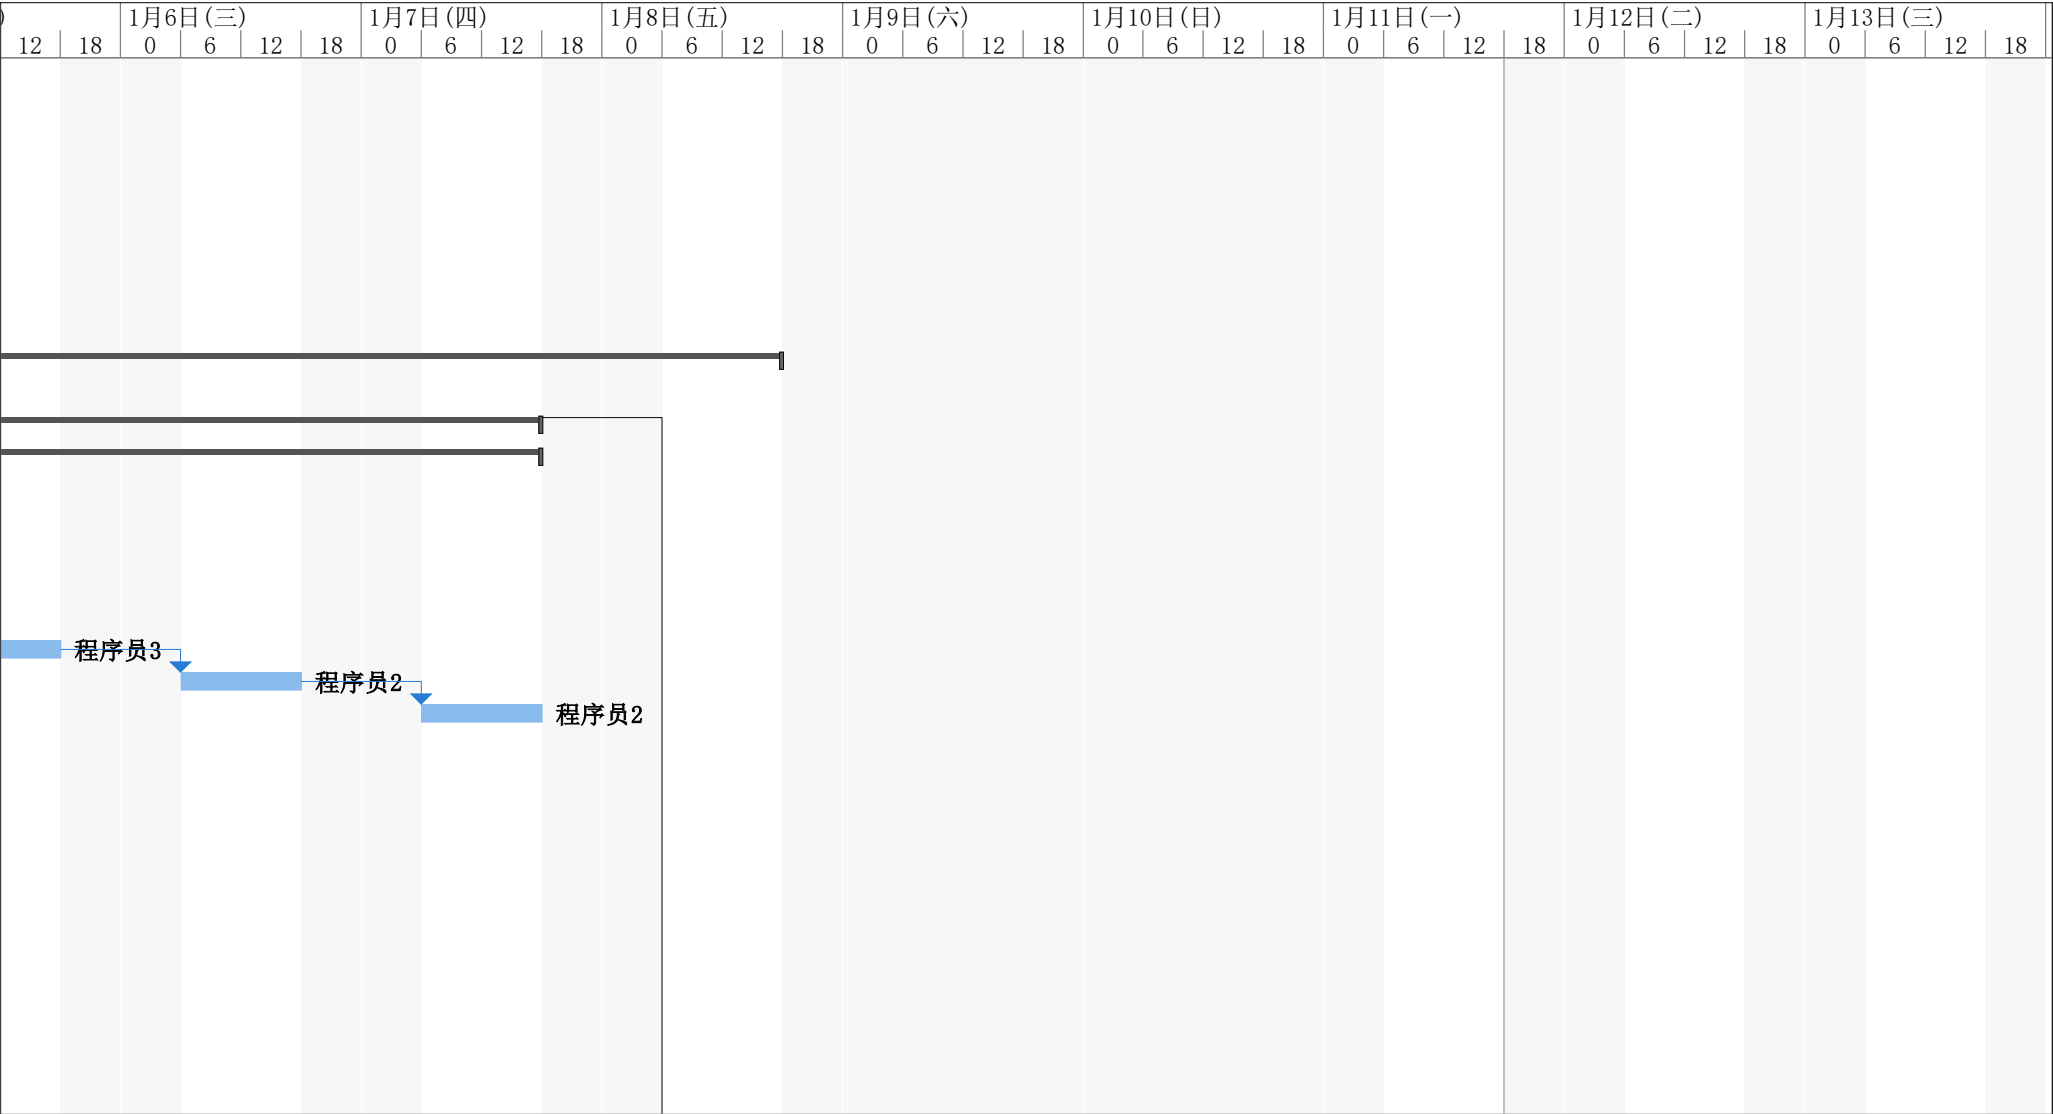 ) 1月6日(三) 1月7日(四) 1月8日(五) 1月9日(六) 1月10日(日) 1月11日(一) 1月12日(二) 1月13日(三)
12 18 0 6 12 18 0 6 12 18 0 6 12 18 0 6 12 18 0 6 12 18 0 6 12 18 0 6 12 18 0 6 12 18
程序员3
程序员2
程序员2